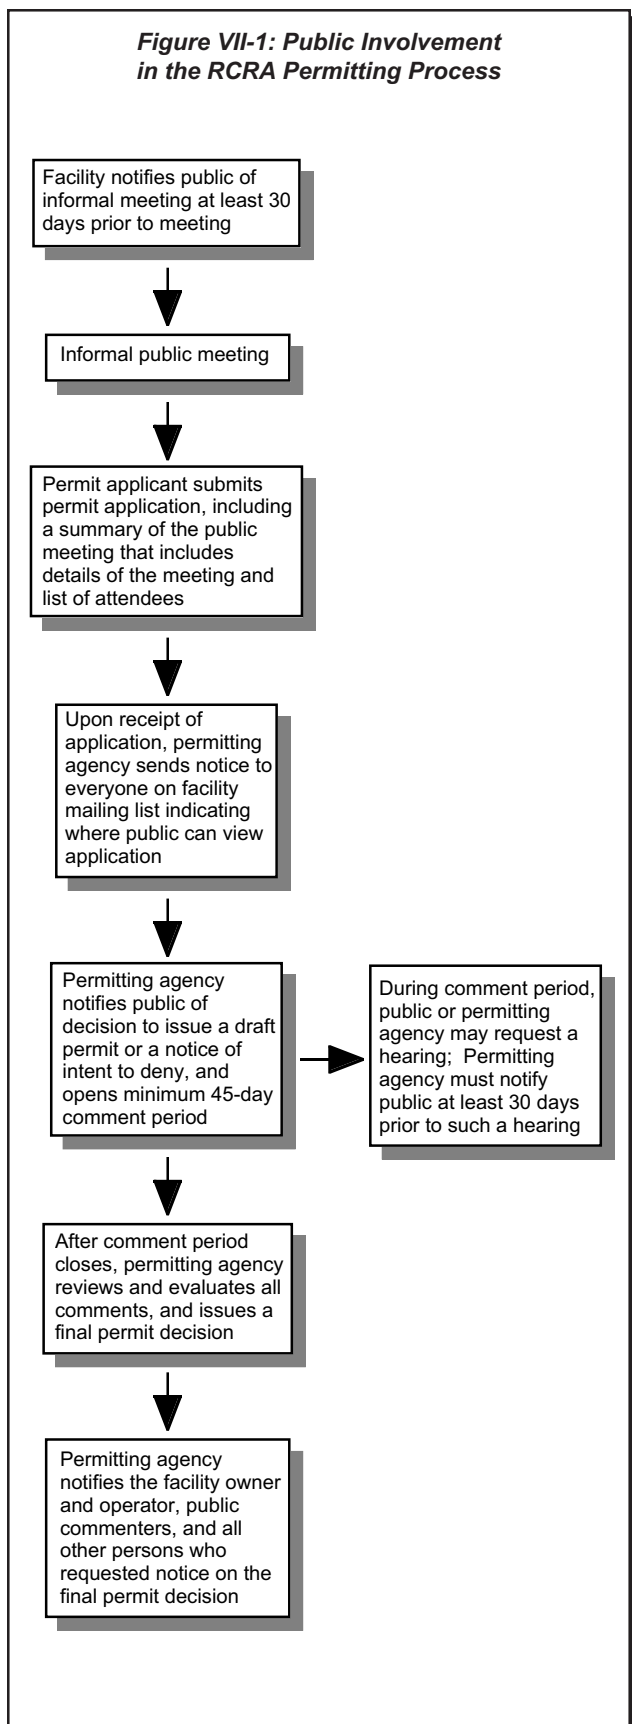 Figure VII-1: Public Involvement
in the RCRA Permitting Process
Facility notifies public of
informal meeting at least 30
days prior to meeting
Informal public meeting
Permit applicant submits
permit application, including
a summary of the public
meeting that includes
details of the meeting and
list of attendees
Upon receipt of
application, permitting
agency sends notice to
everyone on facility
mailing list indicating
where public can view
application
Permitting agency
notifies public of
decision to issue a draft
permit or a notice of
intent to deny, and
opens minimum 45-day
comment period
During comment period,
public or permitting
agency may request a
hearing; Permitting
agency must notify
public at least 30 days
prior to such a hearing
After comment period
closes, permitting agency
reviews and evaluates all
comments, and issues a
final permit decision
Permitting agency
notifies the facility owner
and operator, public
commenters, and all
other persons who
requested notice on the
final permit decision